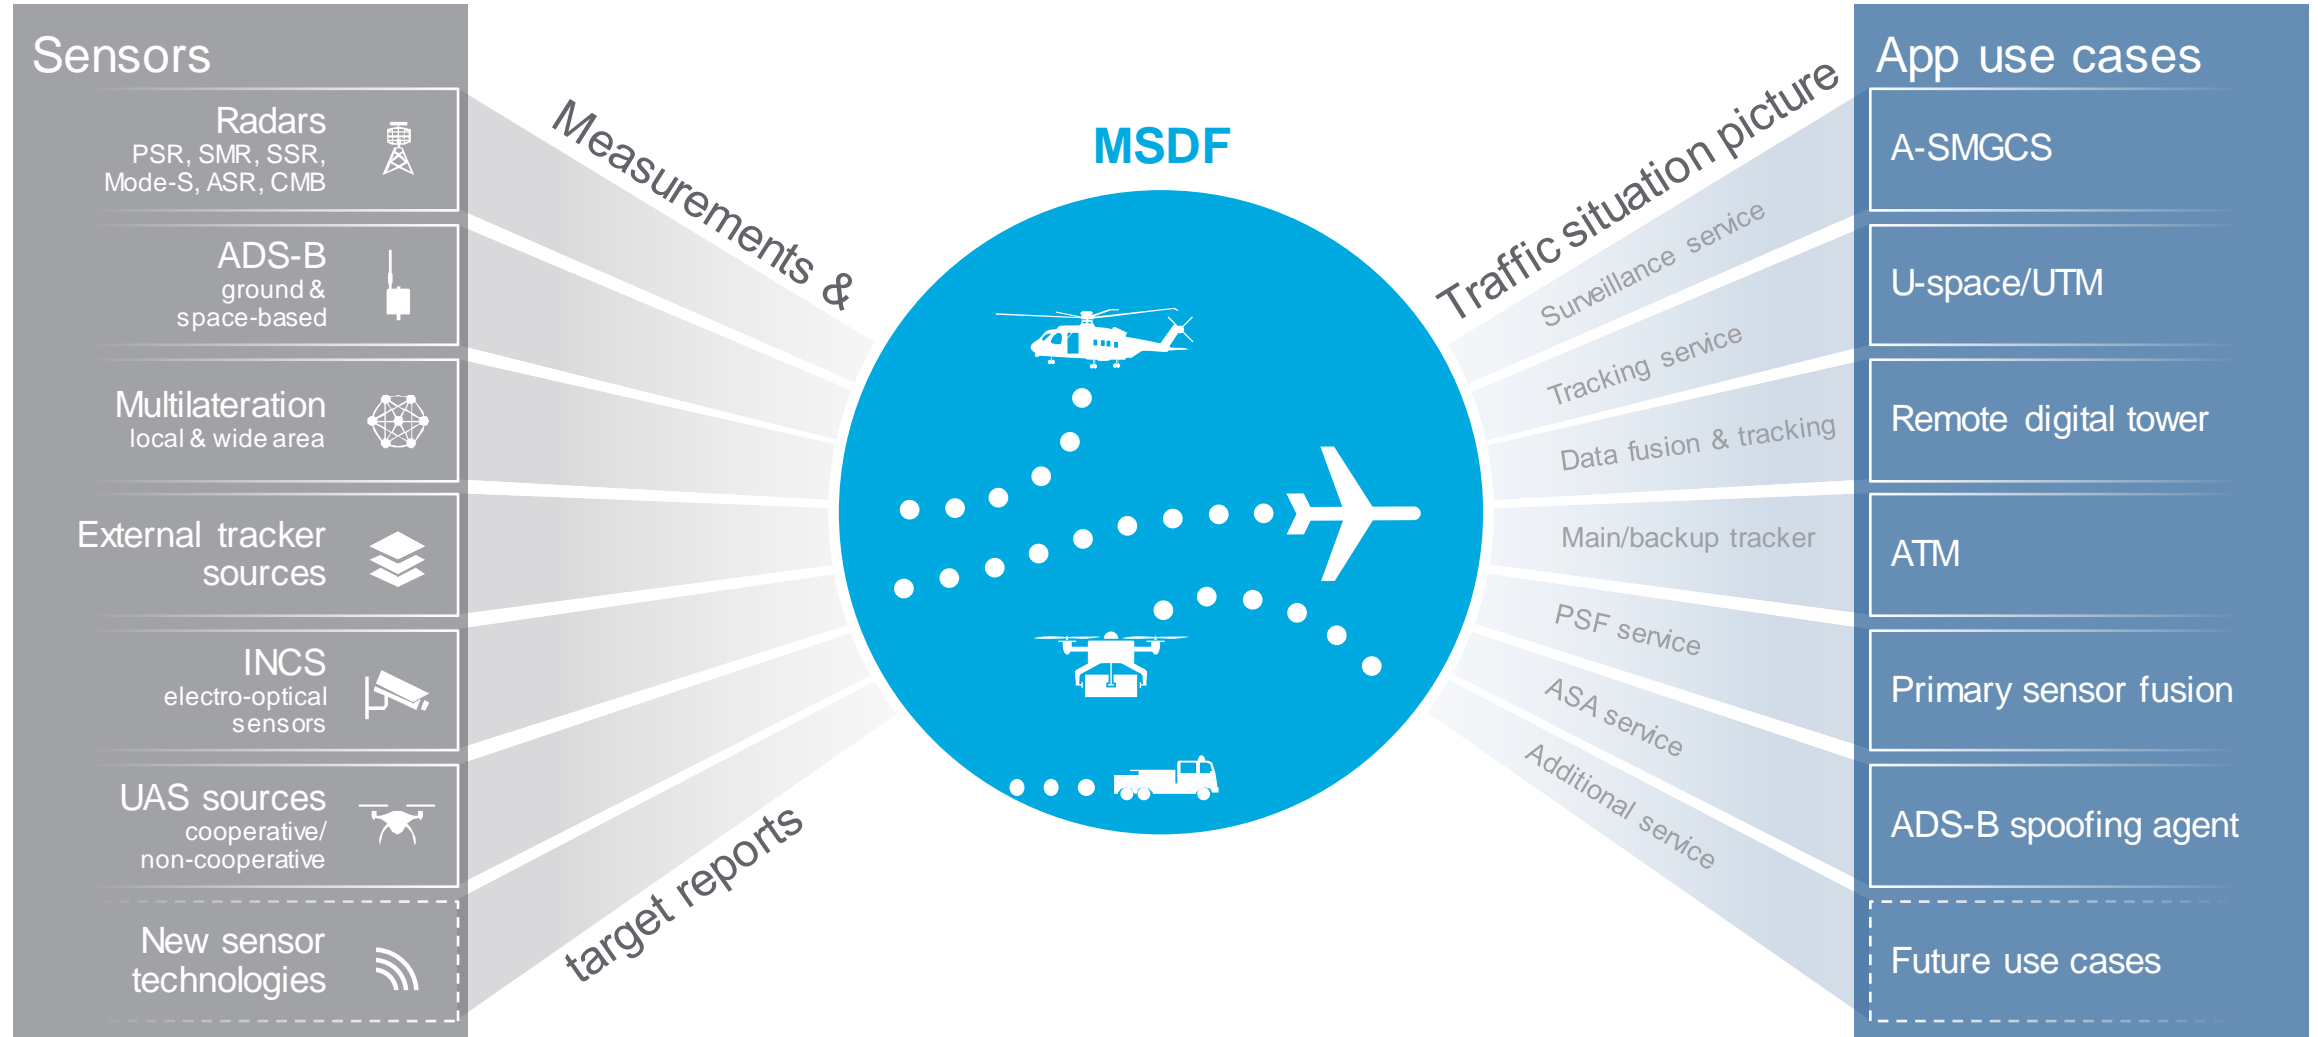 Sensors
Radars
PSR, SMR, SSR,
Mode-S, ASR, CMB
ADS-B
ground &
space-based
Multilateration
local & wide area
External tracker
sources
INCS
electro-optical
sensors
UAS sources
cooperative/
non-cooperative
New sensor
technologies
Measurements &
target reports
MSDF
Traffic situation picture
Surveillance service
Tracking service
Data fusion & tracking
Main/backup tracker
PSF service
ASA service
Additional service
App use cases
A-SMGCS
U-space/UTM
Remote digital tower
ATM
Primary sensor fusion
ADS-B spoofing agent
Future use cases